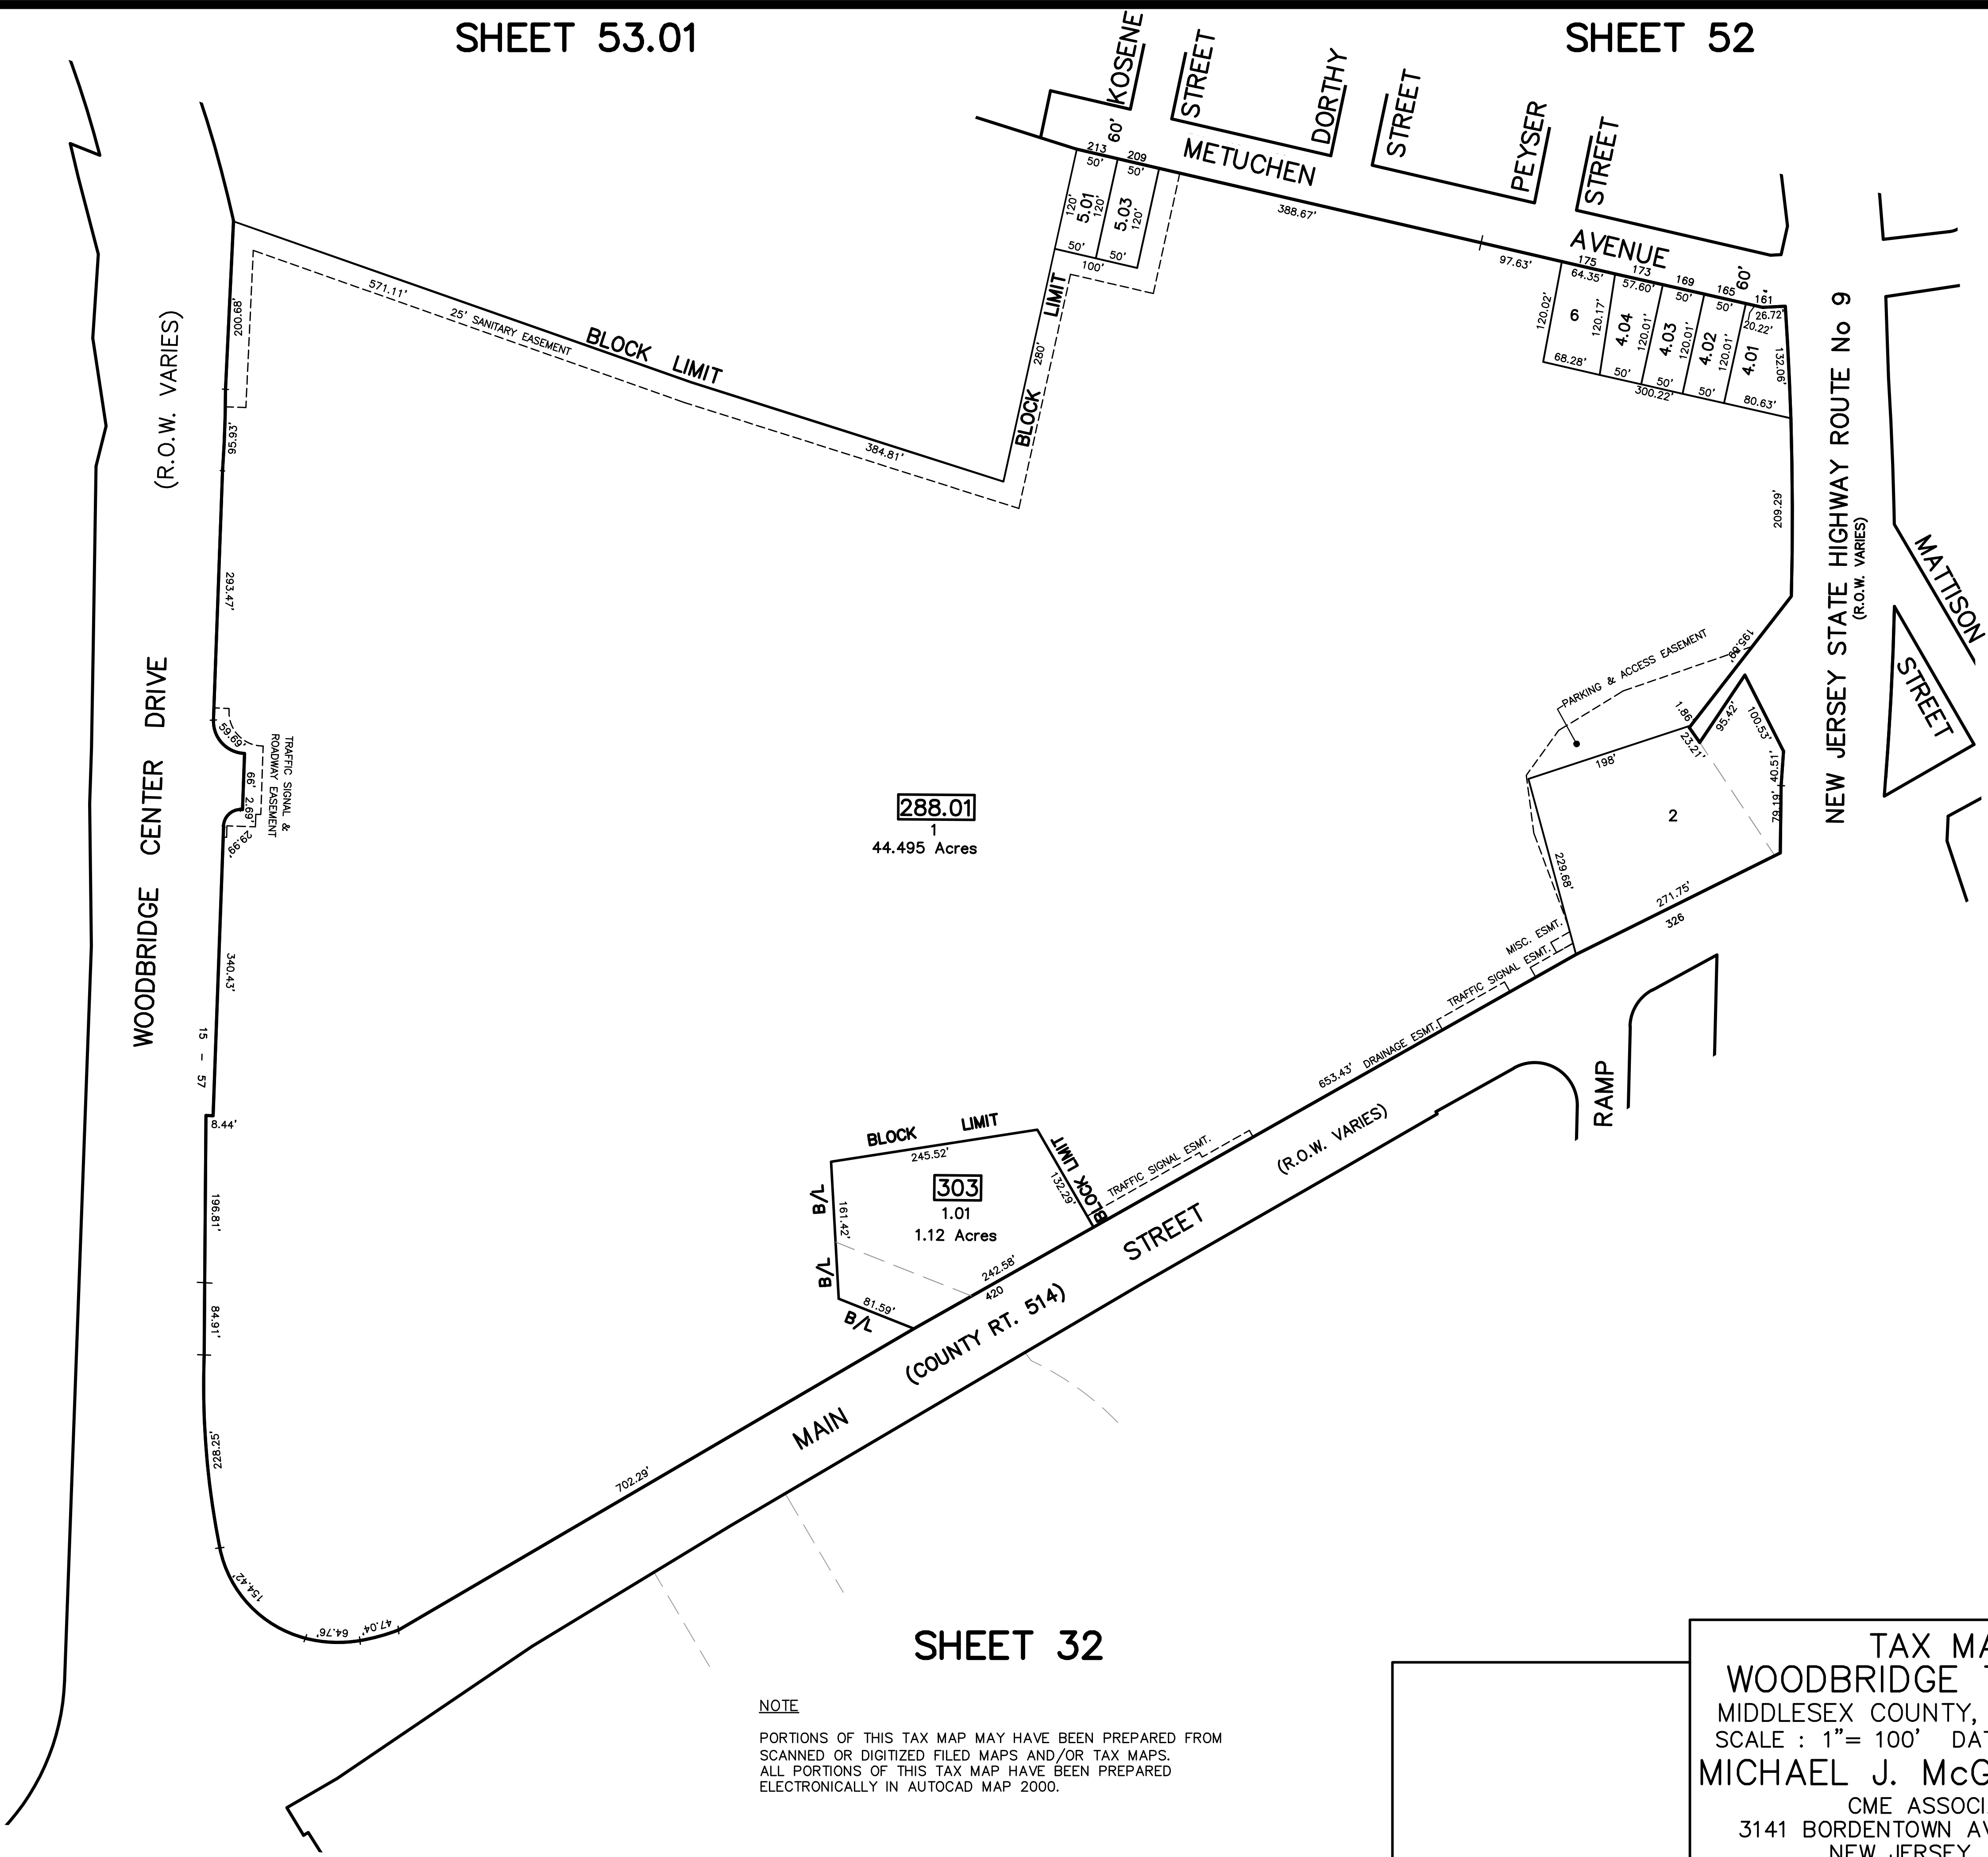 SHEET 53.01
SHEET 52
KOSENE
STREET
DORTHY
STREET
PEYSER
STREET
60'
METUCHEN
AVENUE
60'
213
209
50'
50'
120'
5.01
120'
5.03
120'
50'
50'
100'
388.67'
97.63'
175
173
169
165
161
64.35'
57.60'
50'
50'
26.72'
20.22'
120.02'
6
120.17'
4.04
120.01'
4.03
120.01'
4.02
120.01'
4.01
132.06'
68.28'
50'
50'
50'
80.63'
300.22'
BLOCK LIMIT
280'
571.11'
25' SANITARY EASEMENT
BLOCK LIMIT
384.81'
(R.O.W. VARIES)
WOODBRIDGE CENTER DRIVE
200.68'
95.93'
293.47'
59.69'
66'
2.69'
29.99'
TRAFFIC SIGNAL &
ROADWAY EASEMENT
340.43'
15 - 57
8.44'
196.81'
84.91'
228.25'
154.42'
64.76'
47.04'
288.01
1
44.495 Acres
209.29'
NEW JERSEY STATE HIGHWAY ROUTE No 9
(R.O.W. VARIES)
MATTISON
STREET
195.69'
PARKING & ACCESS EASEMENT
1.86
23.21'
95.42'
100.53'
40.51'
79.19'
198'
2
229.68'
271.75'
326
MISC. ESMT.
TRAFFIC SIGNAL ESMT.
653.43'
DRAINAGE ESMT.
RAMP
BLOCK LIMIT
245.52'
BLOCK LIMIT
132.29'
303
1.01
1.12 Acres
B/L
161.42'
B/L
81.59'
B/L
242.58'
420
TRAFFIC SIGNAL ESMT.
MAIN STREET
(COUNTY RT. 514)
(R.O.W. VARIES)
702.29'
SHEET 32
NOTE
PORTIONS OF THIS TAX MAP MAY HAVE BEEN PREPARED FROM
SCANNED OR DIGITIZED FILED MAPS AND/OR TAX MAPS.
ALL PORTIONS OF THIS TAX MAP HAVE BEEN PREPARED
ELECTRONICALLY IN AUTOCAD MAP 2000.
TAX MA
WOODBRIDGE T
MIDDLESEX COUNTY,
SCALE : 1"= 100' DAT
MICHAEL J. McG
CME ASSOCI
3141 BORDENTOWN AV
NEW JERSEY